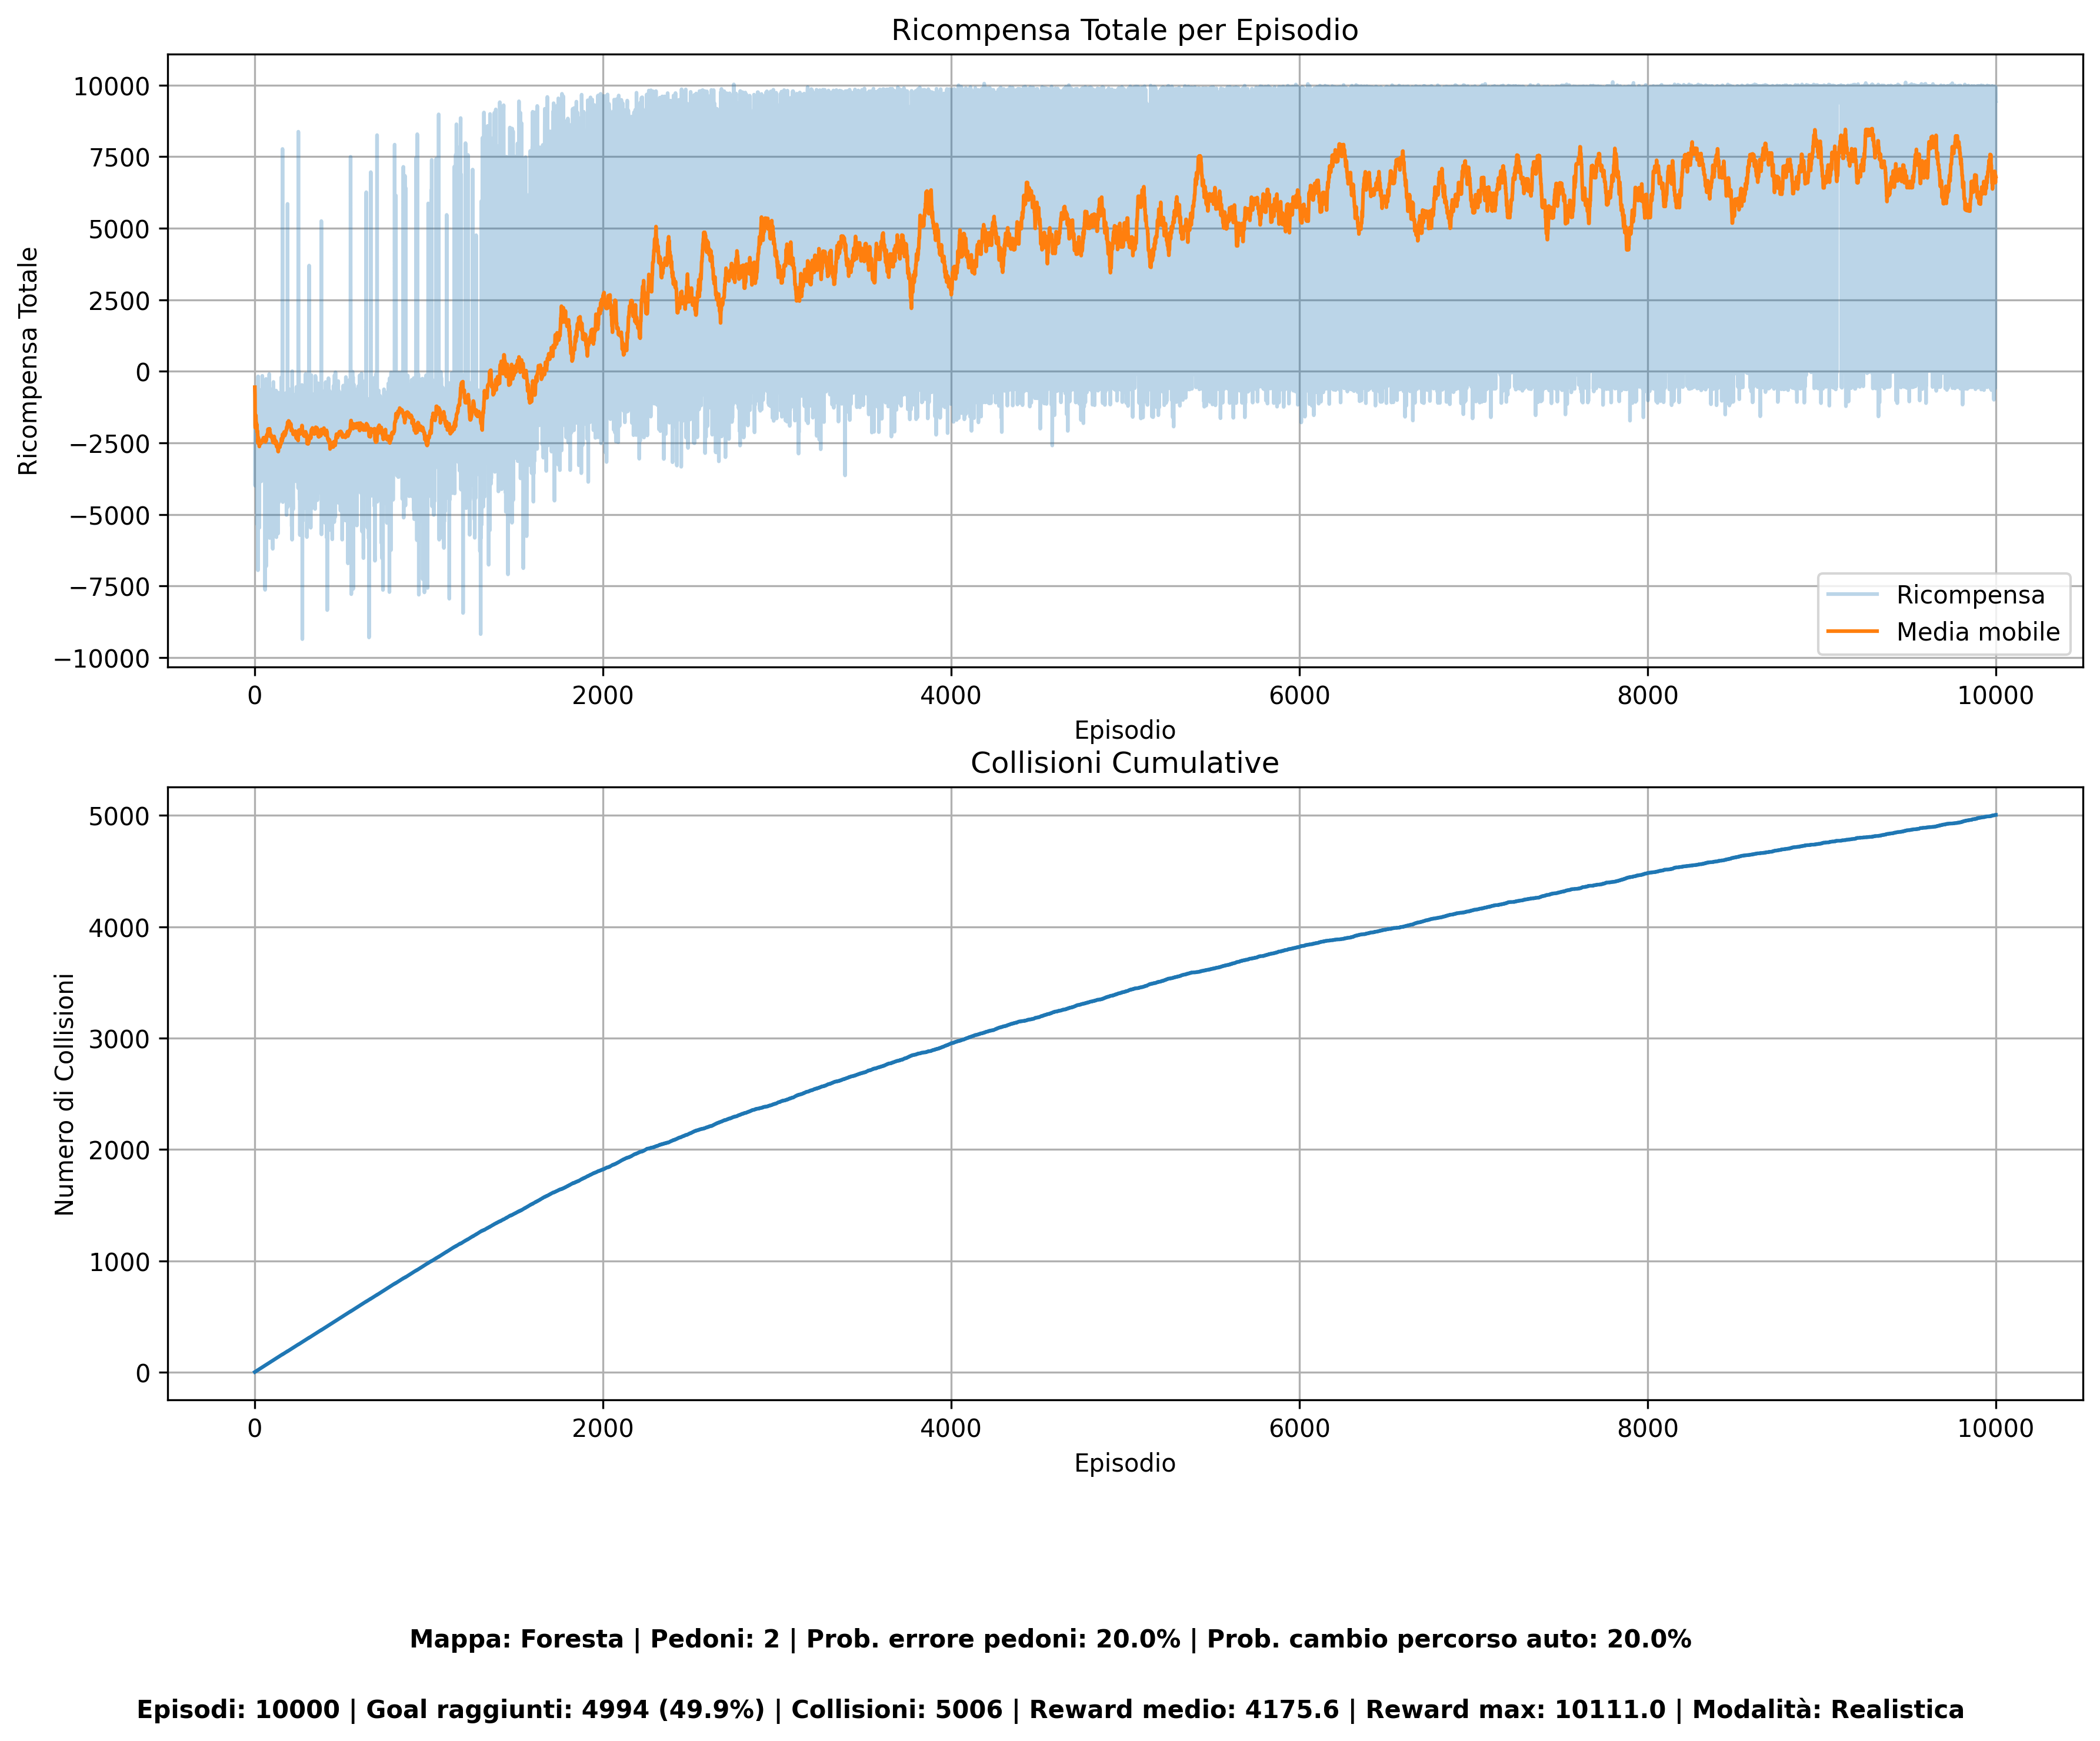 Ricompensa Totale per Episodio
Ricompensa Totale
10000
7500
5000
2500
0
−2500
−5000
−7500
−10000
Ricompensa
Media mobile
0 2000 4000 6000 8000 10000
Episodio
Collisioni Cumulative
Numero di Collisioni
5000
4000
3000
2000
1000
0
0 2000 4000 6000 8000 10000
Episodio
Mappa: Foresta | Pedoni: 2 | Prob. errore pedoni: 20.0% | Prob. cambio percorso auto: 20.0%
Episodi: 10000 | Goal raggiunti: 4994 (49.9%) | Collisioni: 5006 | Reward medio: 4175.6 | Reward max: 10111.0 | Modalità: Realistica